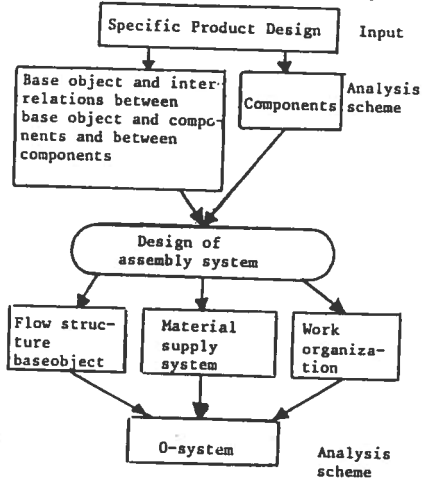 Specific Product Design
Input
Base object and inter-
relations between
base object and compo-
nents and between
components
Components
Analysis
scheme
Design of
assembly system
Flow struc-
ture
baseobject
Material
supply
system
Work
organiza-
tion
O-system
Analysis
scheme